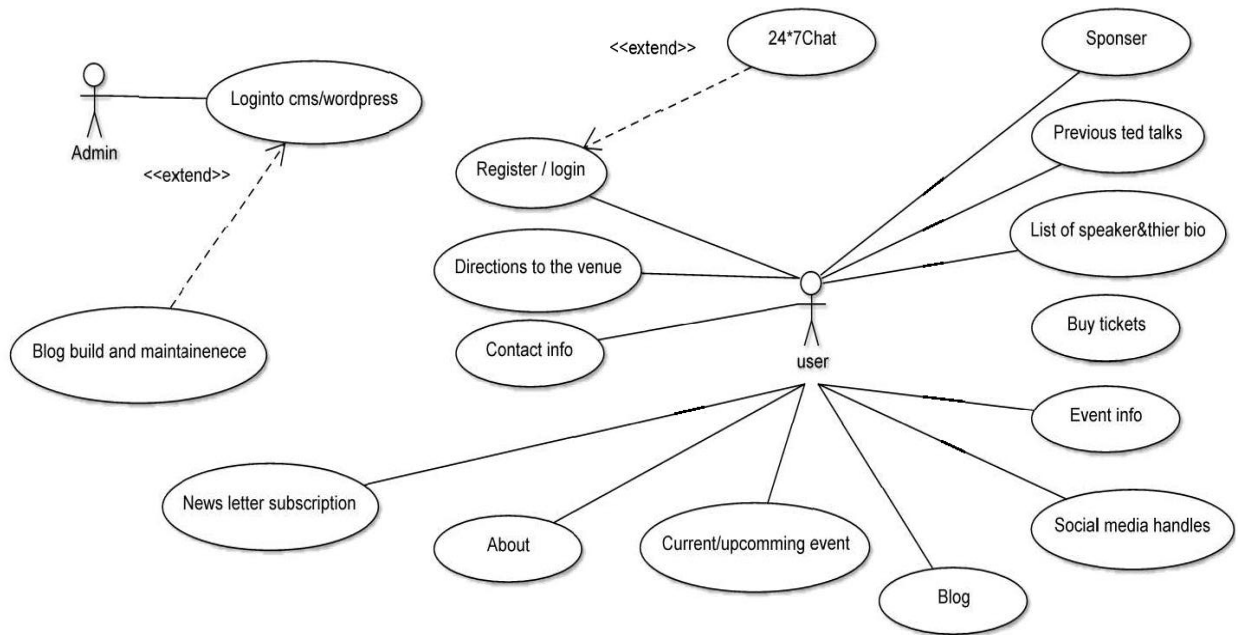 24*7Chat
Sponser
<<extend>>
Loginto cms/wordpress
Admin
Previous ted talks
<<extend>>
Register / login
List of speaker&thier bio
Directions to the venue
Buy tickets
Blog build and maintainenece
Contact info
user
Event info
News letter subscription
Social media handles
About
Current/upcomming event
Blog